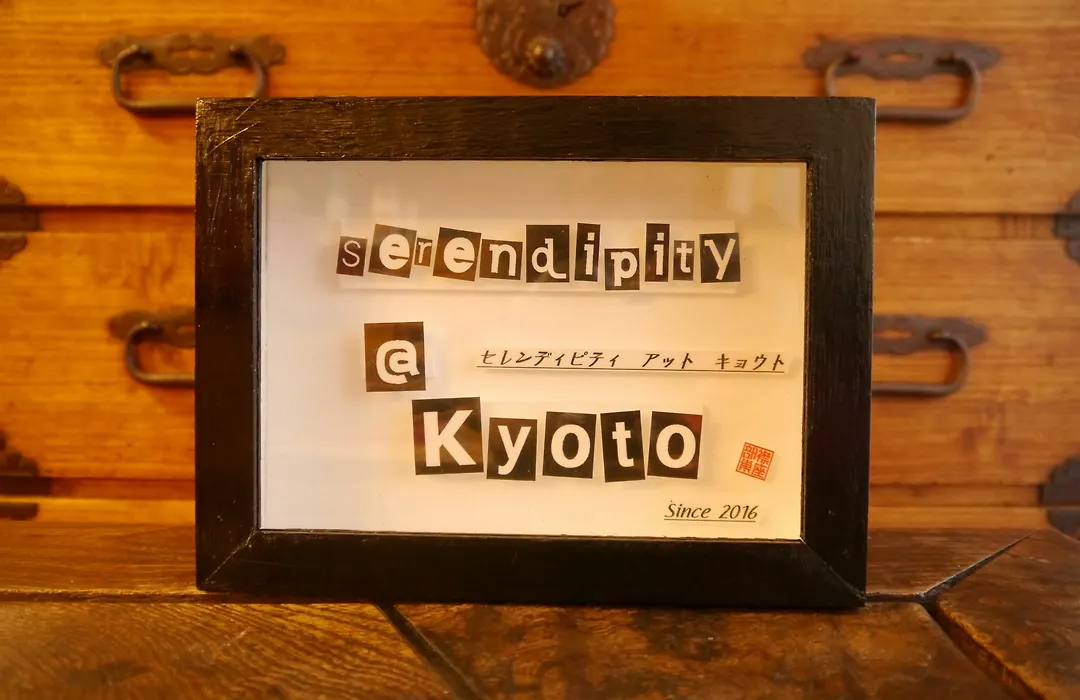 serendipity
@
セレンディピティ アット キョウト
Kyoto
Since 2016